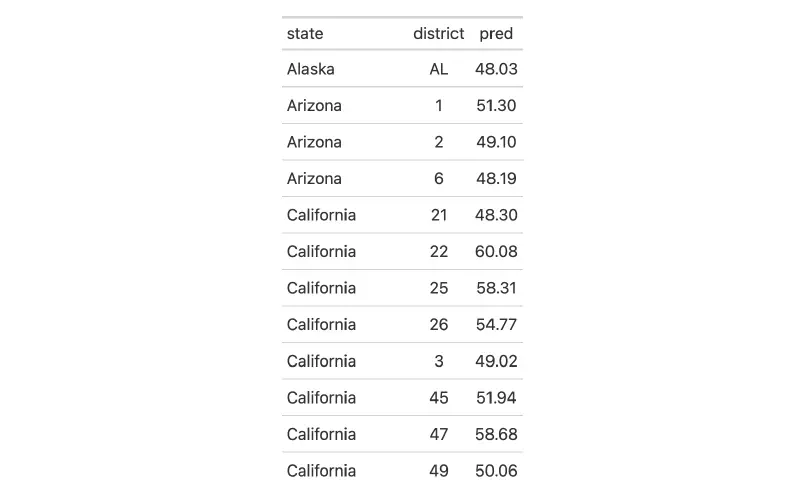 state district pred
Alaska AL 48.03
Arizona 1 51.30
Arizona 2 49.10
Arizona 6 48.19
California 21 48.30
California 22 60.08
California 25 58.31
California 26 54.77
California 3 49.02
California 45 51.94
California 47 58.68
California 49 50.06